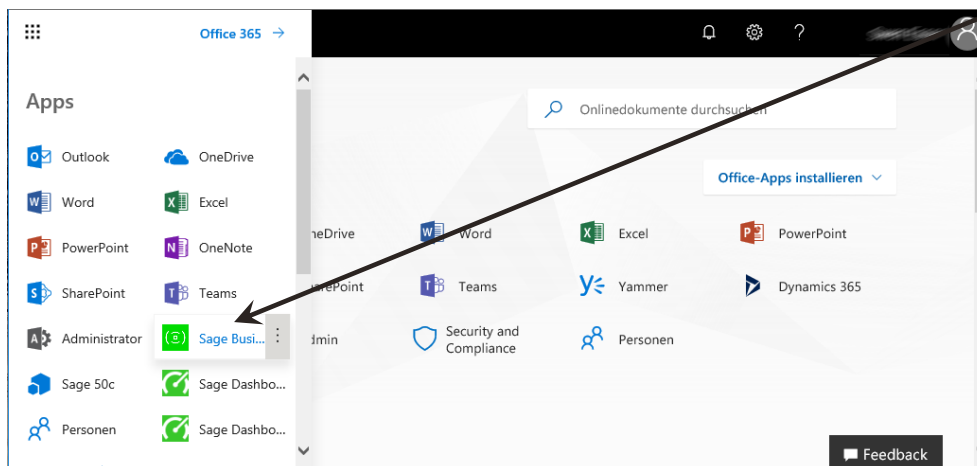 Office 365 →
Apps
Outlook OneDrive
Word Excel
PowerPoint OneNote
SharePoint Teams
Administrator Sage Busi...
Sage 50c Sage Dashbo...
Personen Sage Dashbo...
?
Onlinedokumente durchsuchen
Office-Apps installieren
neDrive Word Excel PowerPoint
arePoint Teams Yammer Dynamics 365
dmin Security and Compliance Personen
Feedback